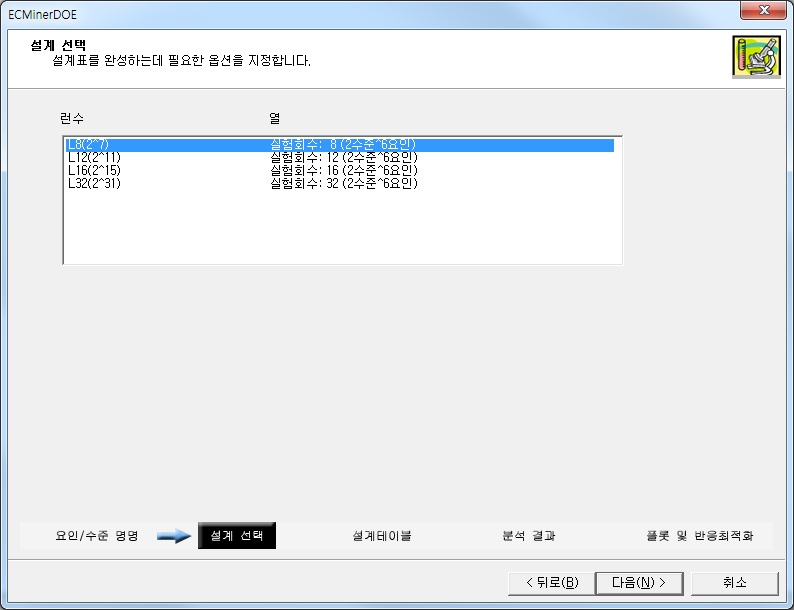 ECMinerDOE
설계 선택
설계표를 완성하는데 필요한 옵션을 지정합니다.
런수 열
L8(2^7) 실험회수: 8 (2수준^6요인)
L12(2^11) 실험회수: 12 (2수준^6요인)
L16(2^15) 실험회수: 16 (2수준^6요인)
L32(2^31) 실험회수: 32 (2수준^6요인)
요인/수준 명명 설계 선택 설계테이블 분석 결과 플롯 및 반응최적화
< 뒤로(B) 다음(N) > 취소